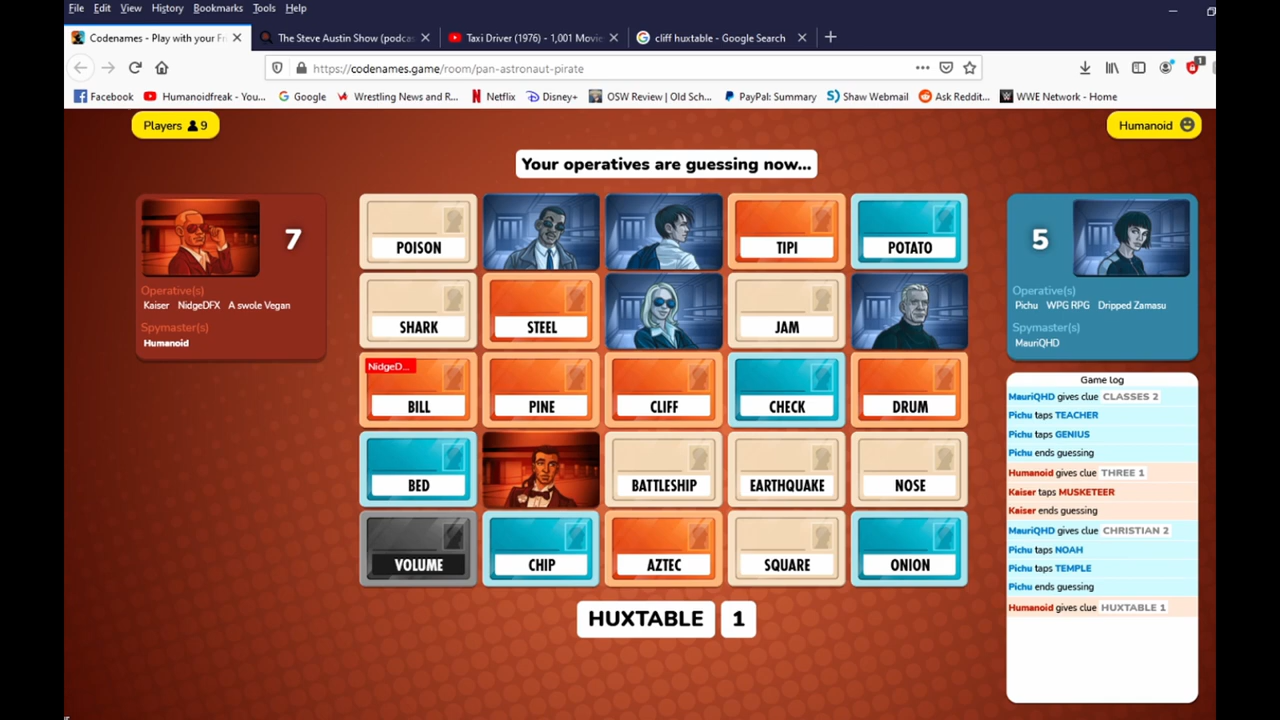 File Edit View History Bookmarks Tools Help
Codenames - Play with your Fri
The Steve Austin Show (podcas
Taxi Driver (1976) - 1,001 Movie
cliff huxtable - Google Search
https://codenames.game/room/pan-astronaut-pirate
1
Facebook Humanoidfreak - You... Google Wrestling News and R... Netflix Disney+ OSW Review | Old Sch... PayPal: Summary Shaw Webmail Ask Reddit... WWE Network - Home
Players 9
Humanoid
Your operatives are guessing now...
7
Operative(s)
Kaiser NidgeDFX A swole Vegan
Spymaster(s)
Humanoid
POISON TIPI POTATO
SHARK STEEL JAM
NidgeD...
BILL PINE CLIFF CHECK DRUM
BED BATTLESHIP EARTHQUAKE NOSE
VOLUME CHIP AZTEC SQUARE ONION
HUXTABLE 1
5
Operative(s)
Pichu WPG RPG Dripped Zamasu
Spymaster(s)
MauriQHD
Game log
MauriQHD gives clue CLASSES 2
Pichu taps TEACHER
Pichu taps GENIUS
Pichu ends guessing
Humanoid gives clue THREE 1
Kaiser taps MUSKETEER
Kaiser ends guessing
MauriQHD gives clue CHRISTIAN 2
Pichu taps NOAH
Pichu taps TEMPLE
Pichu ends guessing
Humanoid gives clue HUXTABLE 1